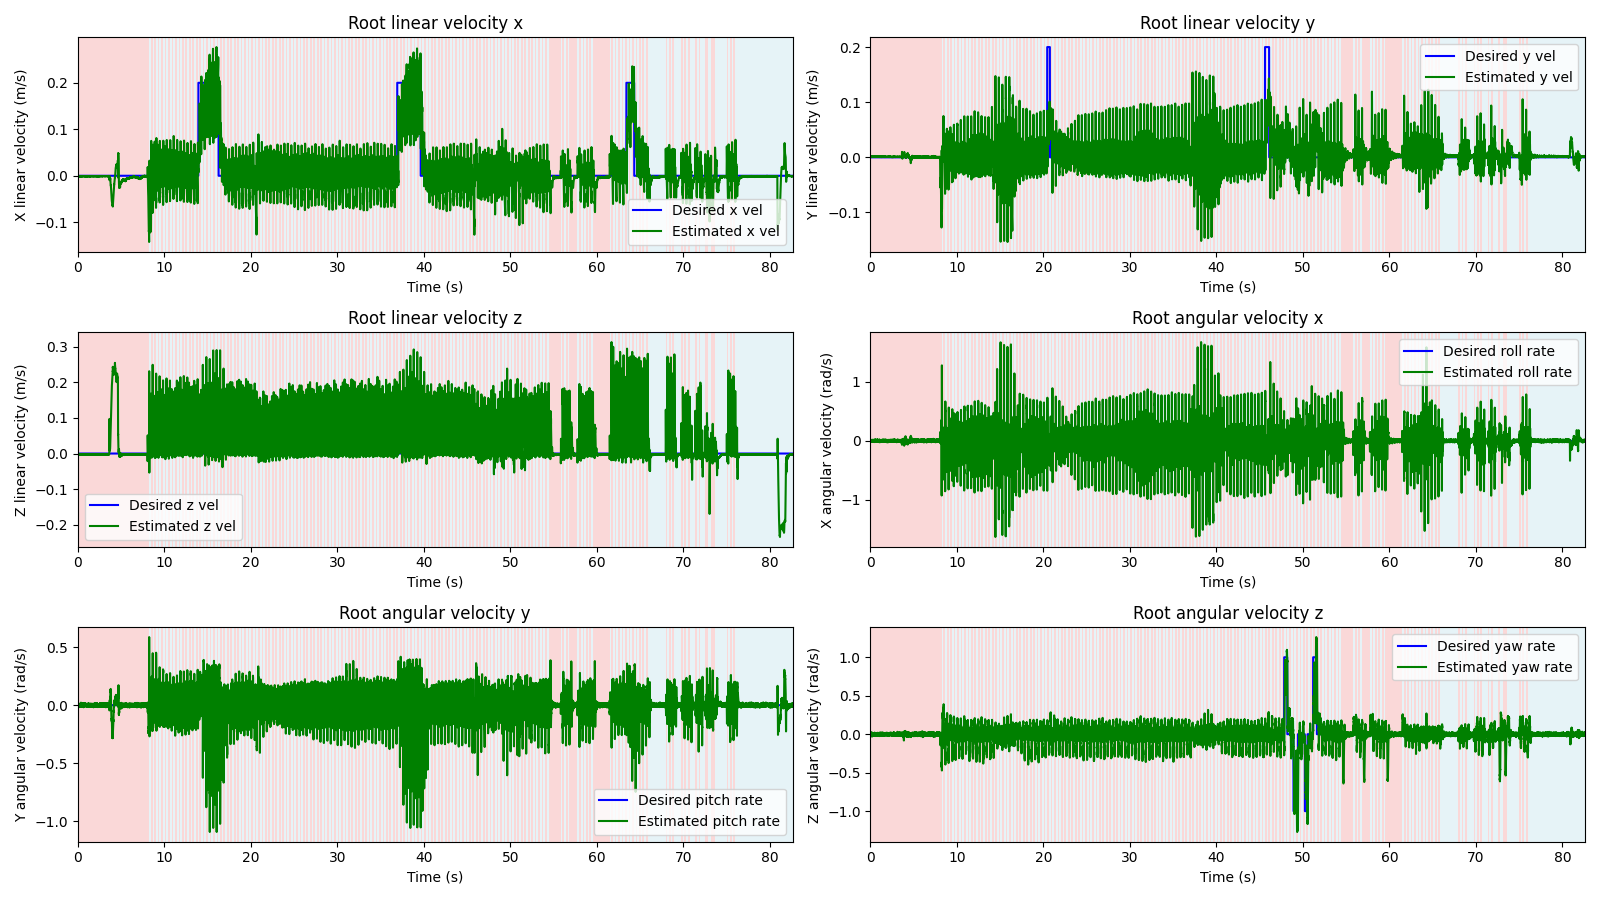 Root linear velocity x
X linear velocity (m/s)
0.2
0.1
0.0
−0.1
Desired x vel
Estimated x vel
0 10 20 30 40 50 60 70 80
Time (s)
Root linear velocity y
Y linear velocity (m/s)
0.2
0.1
0.0
−0.1
Desired y vel
Estimated y vel
0 10 20 30 40 50 60 70 80
Time (s)
Root linear velocity z
Z linear velocity (m/s)
0.3
0.2
0.1
0.0
−0.1
−0.2
Desired z vel
Estimated z vel
0 10 20 30 40 50 60 70 80
Time (s)
Root angular velocity x
X angular velocity (rad/s)
1
0
−1
Desired roll rate
Estimated roll rate
0 10 20 30 40 50 60 70 80
Time (s)
Root angular velocity y
Y angular velocity (rad/s)
0.5
0.0
−0.5
−1.0
Desired pitch rate
Estimated pitch rate
0 10 20 30 40 50 60 70 80
Time (s)
Root angular velocity z
Z angular velocity (rad/s)
1.0
0.5
0.0
−0.5
−1.0
Desired yaw rate
Estimated yaw rate
0 10 20 30 40 50 60 70 80
Time (s)